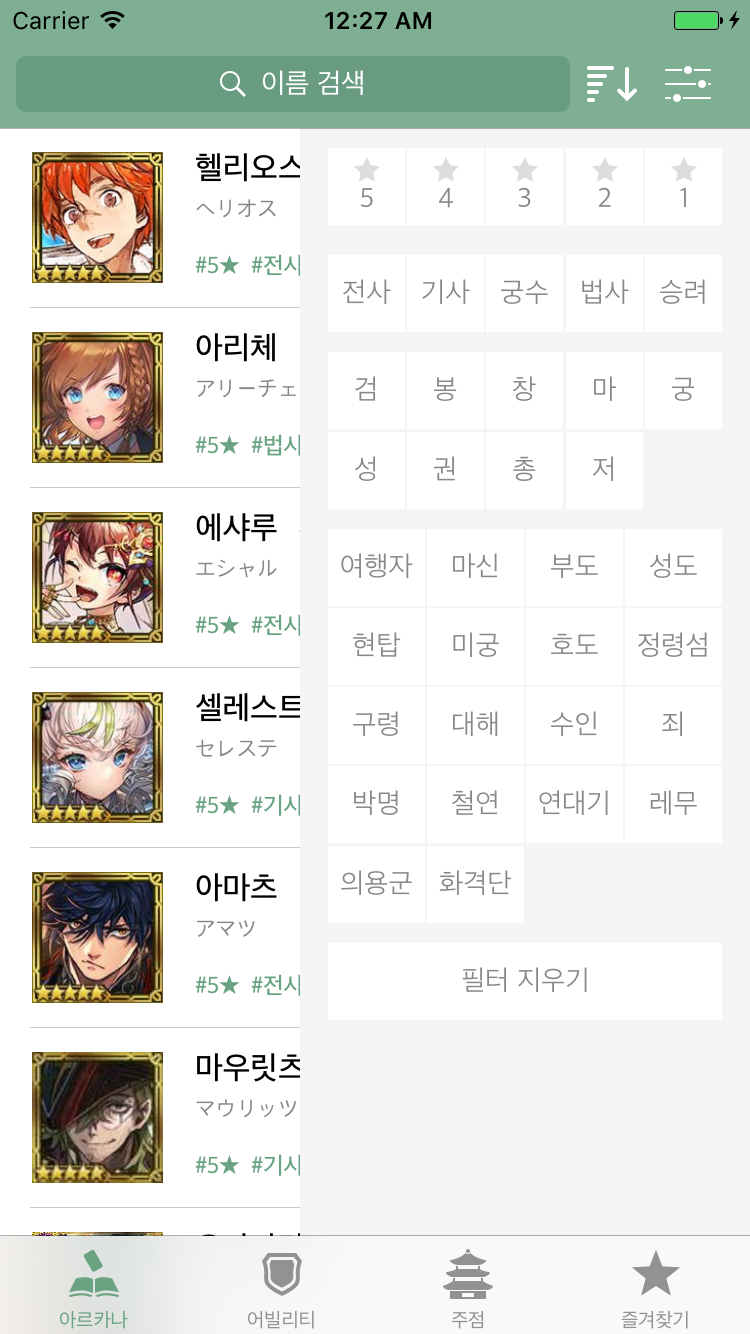 Carrier 12:27 AM
이름 검색
헬리오스
ヘリオス
#5★ #전사
아리체
アリーチェ
#5★ #법사
에샤루
エシャル
#5★ #전사
셀레스트
セレステ
#5★ #기사
아마츠
アマツ
#5★ #전사
마우릿츠
マウリッツ
#5★ #기사
5 4 3 2 1
전사 기사 궁수 법사 승려
검 봉 창 마 궁
성 권 총 저
여행자 마신 부도 성도
현탑 미궁 호도 정령섬
구령 대해 수인 죄
박명 철연 연대기 레무
의용군 화격단
필터 지우기
아르카나 어빌리티 주점 즐겨찾기